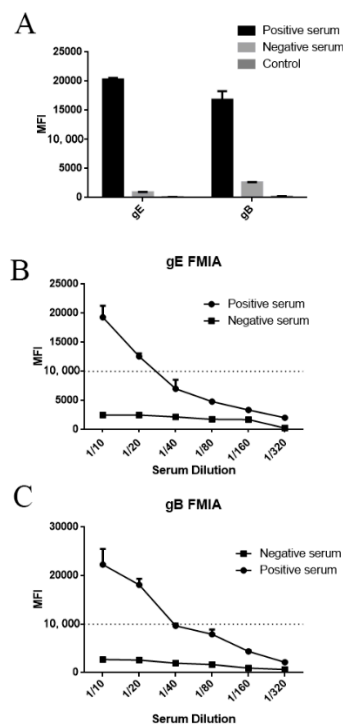 A
Positive serum
Negative serum
Control
25000
20000
15000
10, 000
5000
0
MFI
gE
gB
B
gE FMIA
25000
20000
15000
10, 000
5000
0
MFI
Positive serum
Negative serum
1/10
1/20
1/40
1/80
1/160
1/320
Serum Dilution
C
gB FMIA
30000
20000
10, 000
0
MFI
Negative serum
Positive serum
1/10
1/20
1/40
1/80
1/160
1/320
Serum Dilution